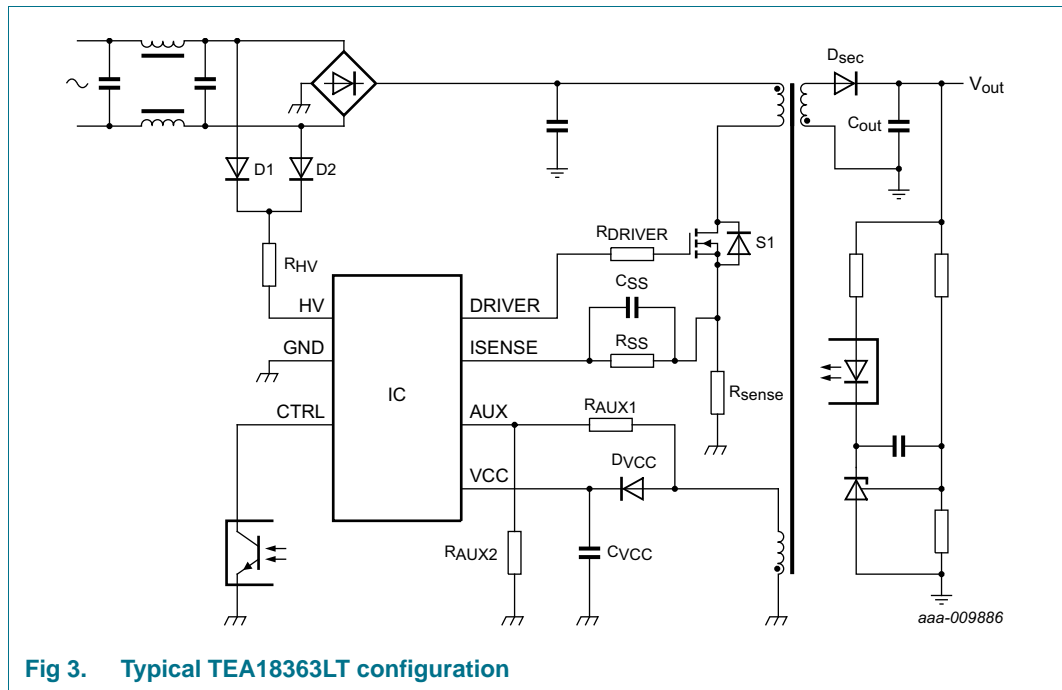 Dsec
Vout
Cout
D1
D2
RHV
RDRIVER
S1
CSS
HV
DRIVER
RSS
GND
ISENSE
IC
Rsense
CTRL
AUX
RAUX1
DVCC
VCC
RAUX2
CVCC
aaa-009886
Fig 3. Typical TEA18363LT configuration